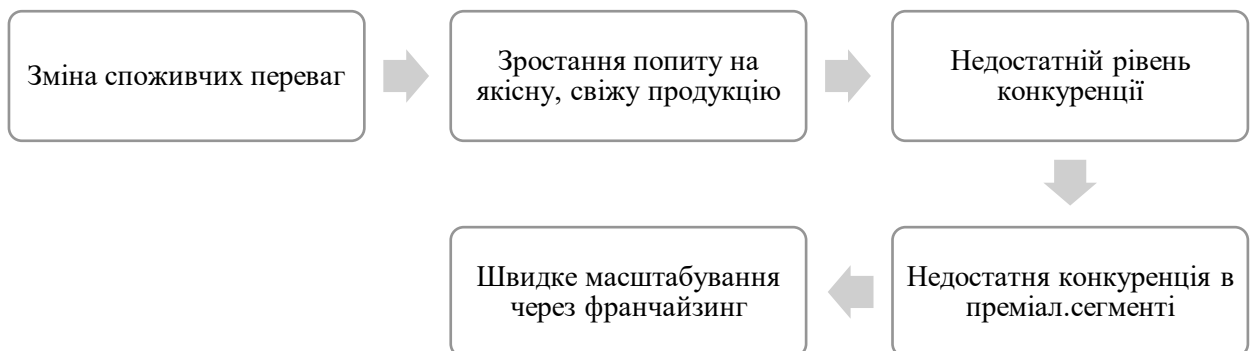 Зміна споживчих переваг
Зростання попиту на
якісну, свіжу продукцію
Недостатній рівень
конкуренції
Недостатня конкуренція в
преміал.сегменті
Швидке масштабування
через франчайзинг